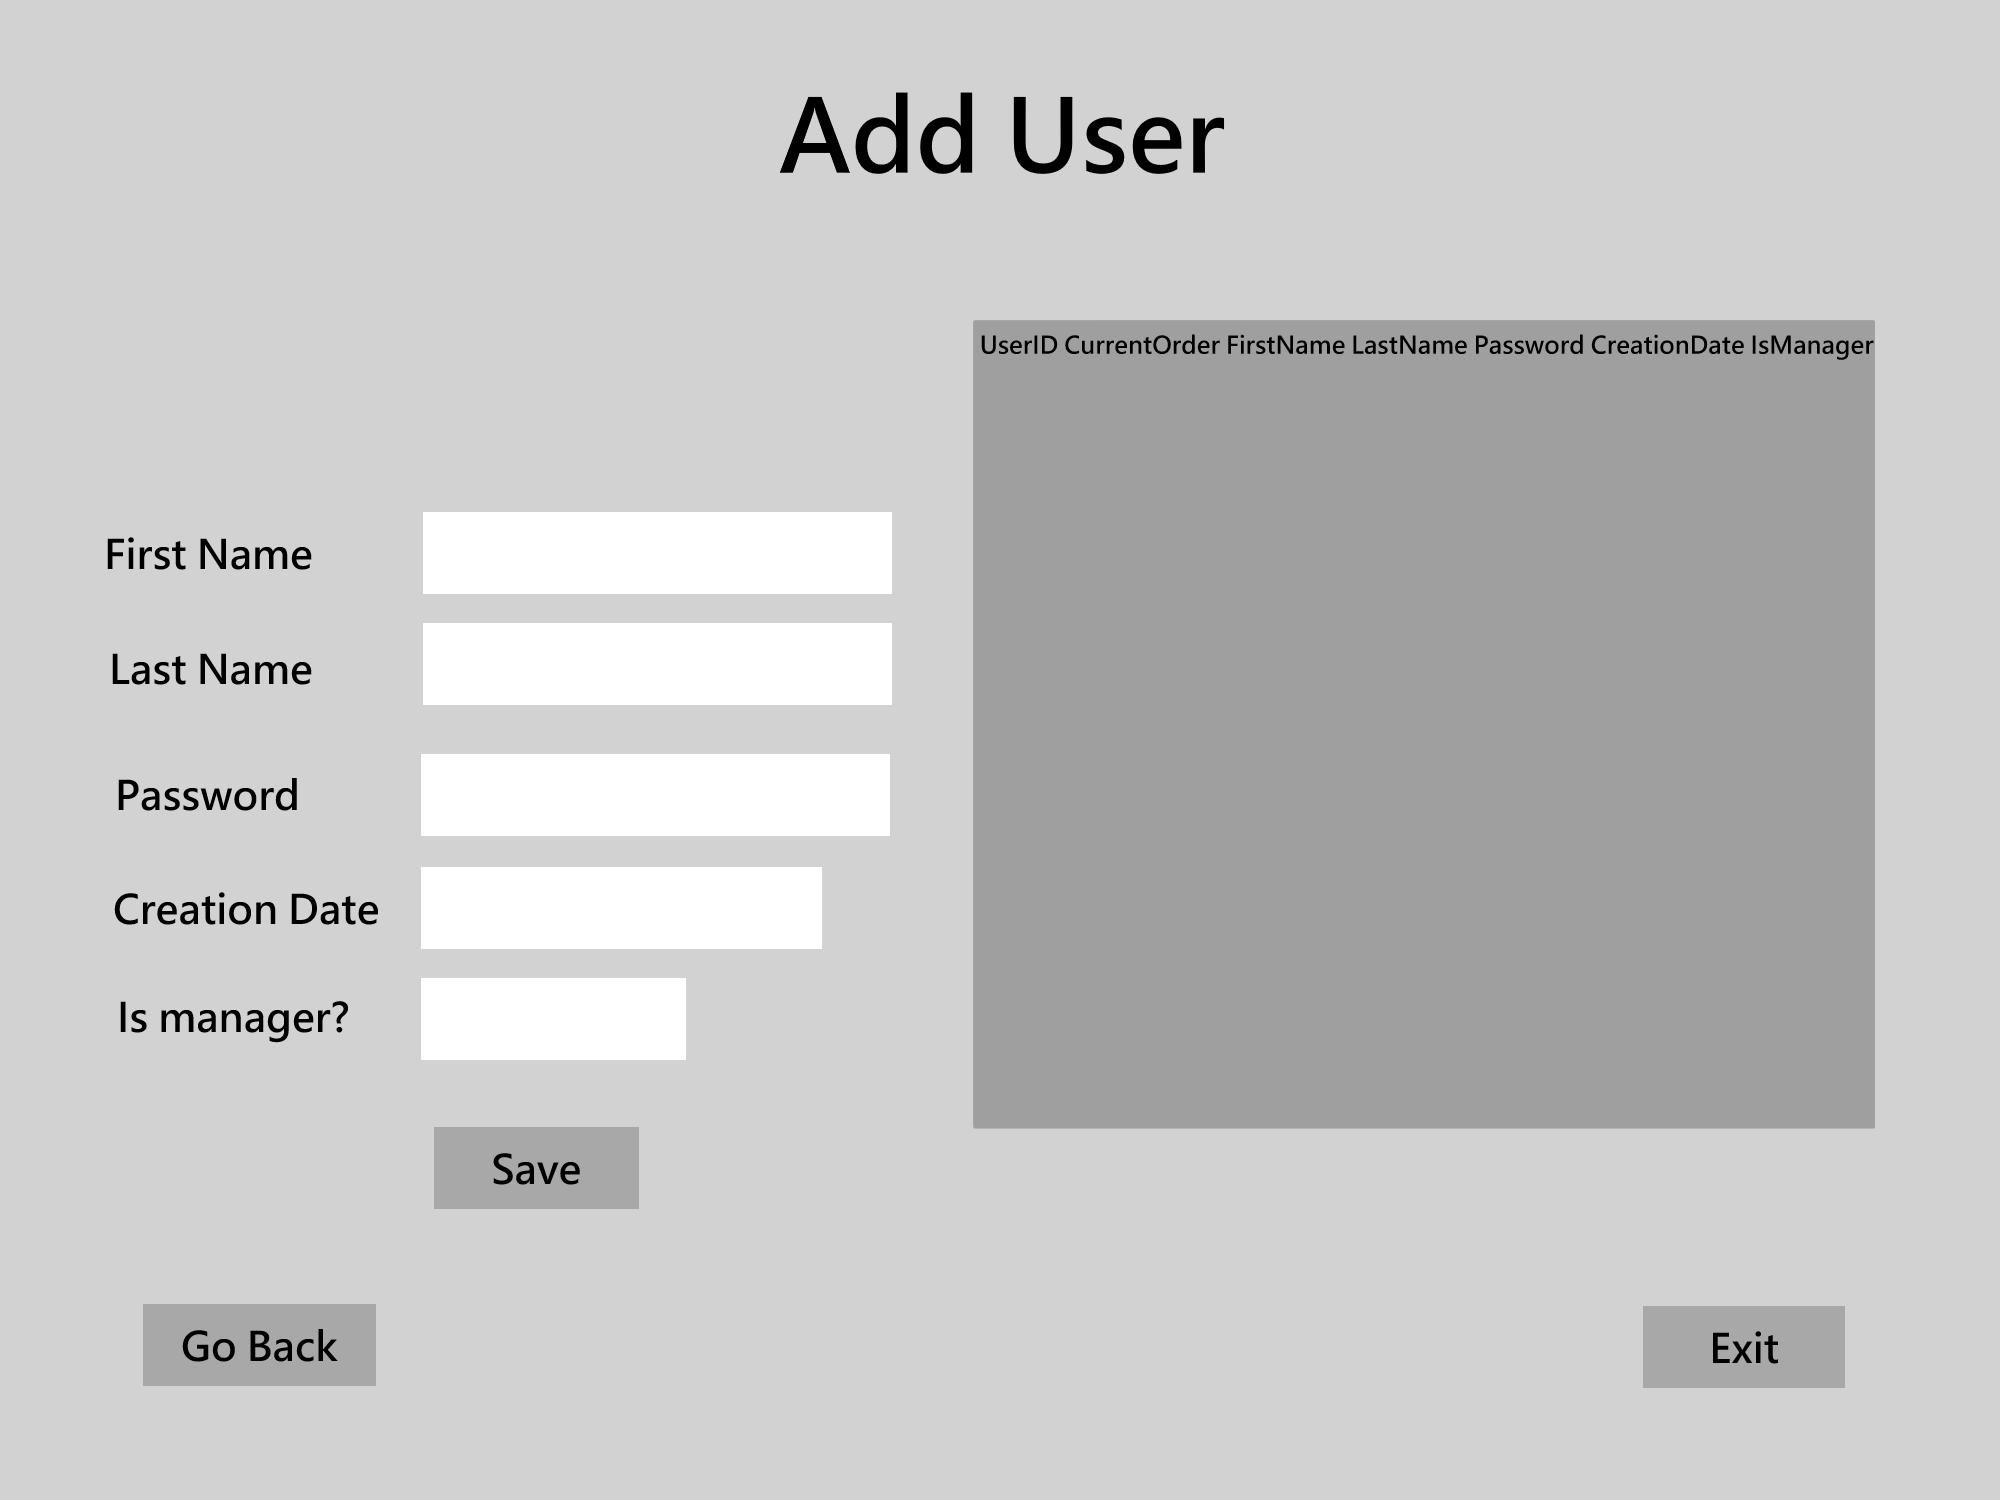 Add User
UserID CurrentOrder FirstName LastName Password CreationDate IsManager
First Name
Last Name
Password
Creation Date
Is manager?
Save
Go Back
Exit